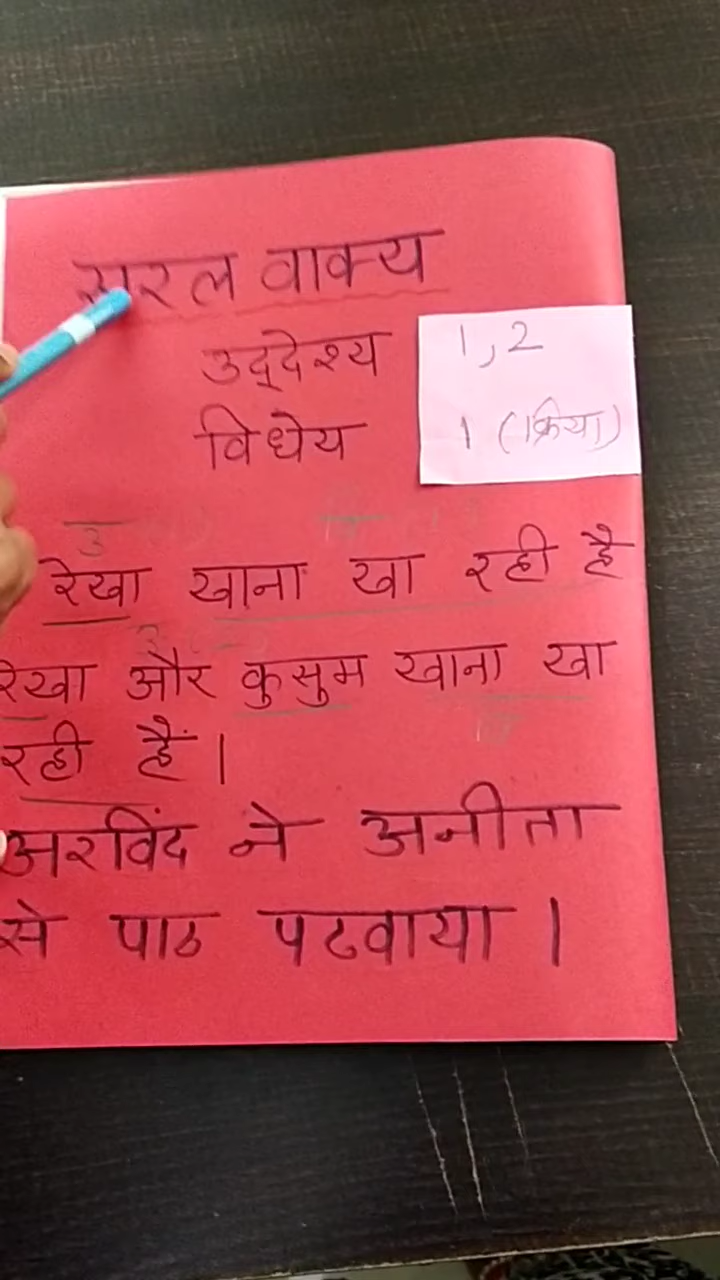 सरल वाक्य
उद्देश्य 1,2
विधेय 1 (क्रिया)
उ
रेखा खाना खा रही है
रेखा और कुसुम खाना खा
रही हैं।
अरविंद ने अनीता
से पाठ पढवाया।